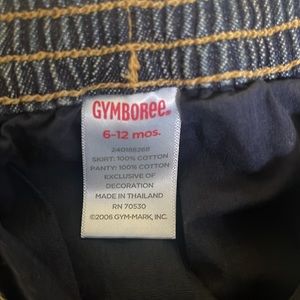 GYMBOREE.
6-12 mos.
240188268
SKIRT: 100% COTTON
PANTY: 100% COTTON
EXCLUSIVE OF
DECORATION
MADE IN THAILAND
RN 70530
©2006 GYM-MARK, INC.